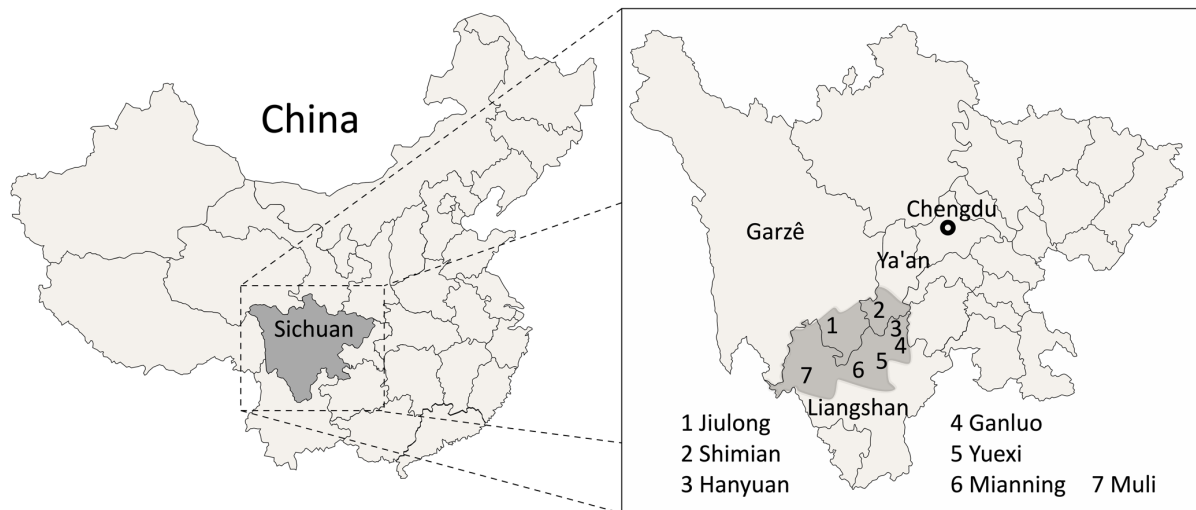 China
Sichuan
Chengdu
Garzê
Ya'an
1
2
3
4
5
6
7
Liangshan
1 Jiulong
4 Ganluo
2 Shimian
5 Yuexi
3 Hanyuan
6 Mianning
7 Muli